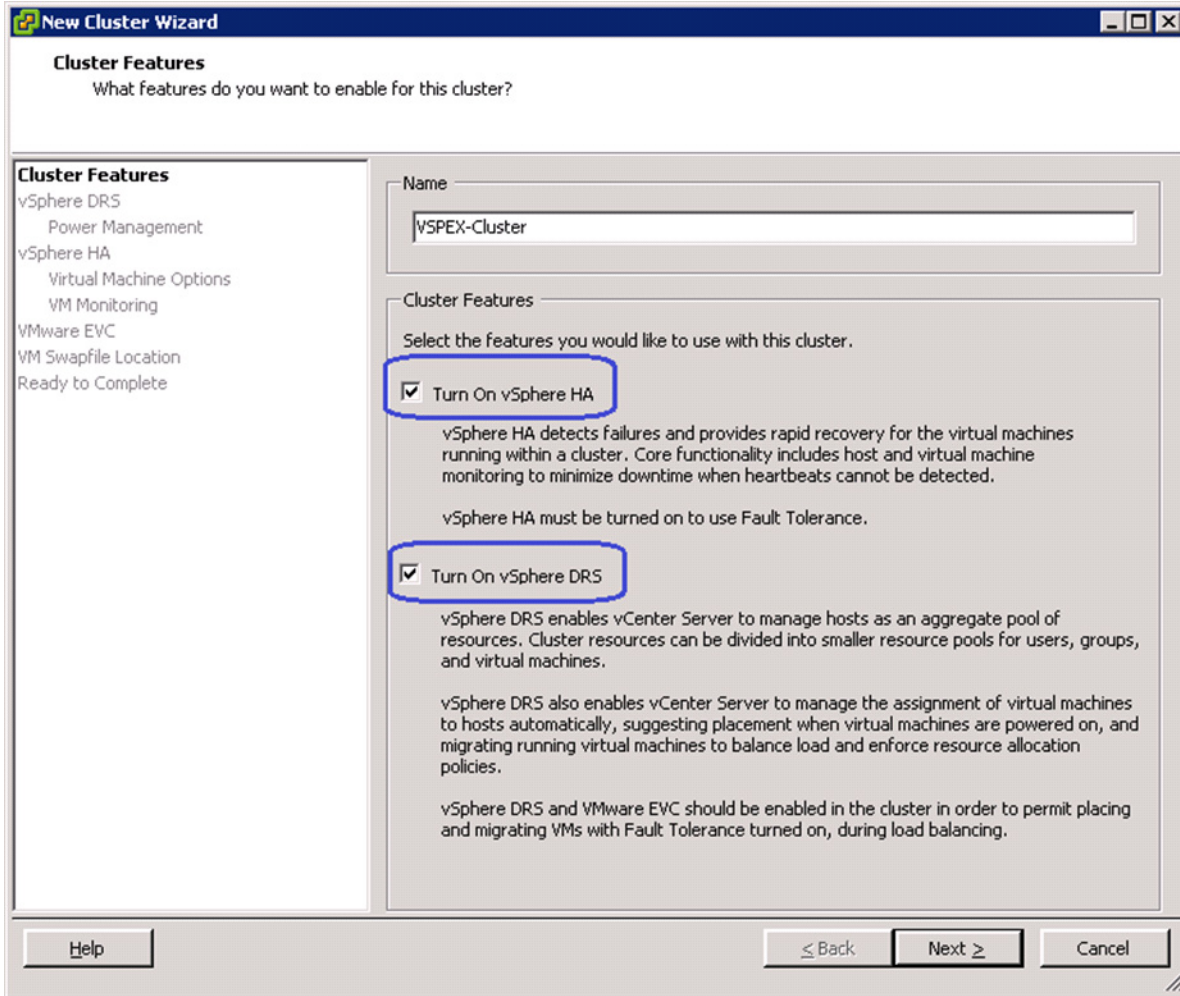 New Cluster Wizard
Cluster Features
What features do you want to enable for this cluster?
Cluster Features
vSphere DRS
Power Management
vSphere HA
Virtual Machine Options
VM Monitoring
VMware EVC
VM Swapfile Location
Ready to Complete
Name
VSPEX-Cluster
Cluster Features
Select the features you would like to use with this cluster.
Turn On vSphere HA
vSphere HA detects failures and provides rapid recovery for the virtual machines
running within a cluster. Core functionality includes host and virtual machine
monitoring to minimize downtime when heartbeats cannot be detected.
vSphere HA must be turned on to use Fault Tolerance.
Turn On vSphere DRS
vSphere DRS enables vCenter Server to manage hosts as an aggregate pool of
resources. Cluster resources can be divided into smaller resource pools for users, groups,
and virtual machines.
vSphere DRS also enables vCenter Server to manage the assignment of virtual machines
to hosts automatically, suggesting placement when virtual machines are powered on, and
migrating running virtual machines to balance load and enforce resource allocation
policies.
vSphere DRS and VMware EVC should be enabled in the cluster in order to permit placing
and migrating VMs with Fault Tolerance turned on, during load balancing.
Help
< Back
Next >
Cancel